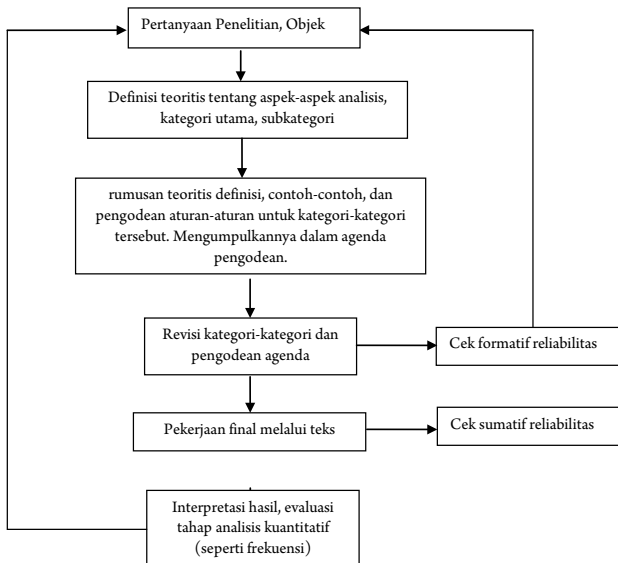 Pertanyaan Penelitian, Objek
Definisi teoritis tentang aspek-aspek analisis,
kategori utama, subkategori
rumusan teoritis definisi, contoh-contoh, dan
pengodean aturan-aturan untuk kategori-kategori
tersebut. Mengumpulkannya dalam agenda
pengodean.
Revisi kategori-kategori dan
pengodean agenda
Cek formatif reliabilitas
Pekerjaan final melalui teks
Cek sumatif reliabilitas
Interpretasi hasil, evaluasi
tahap analisis kuantitatif
(seperti frekuensi)